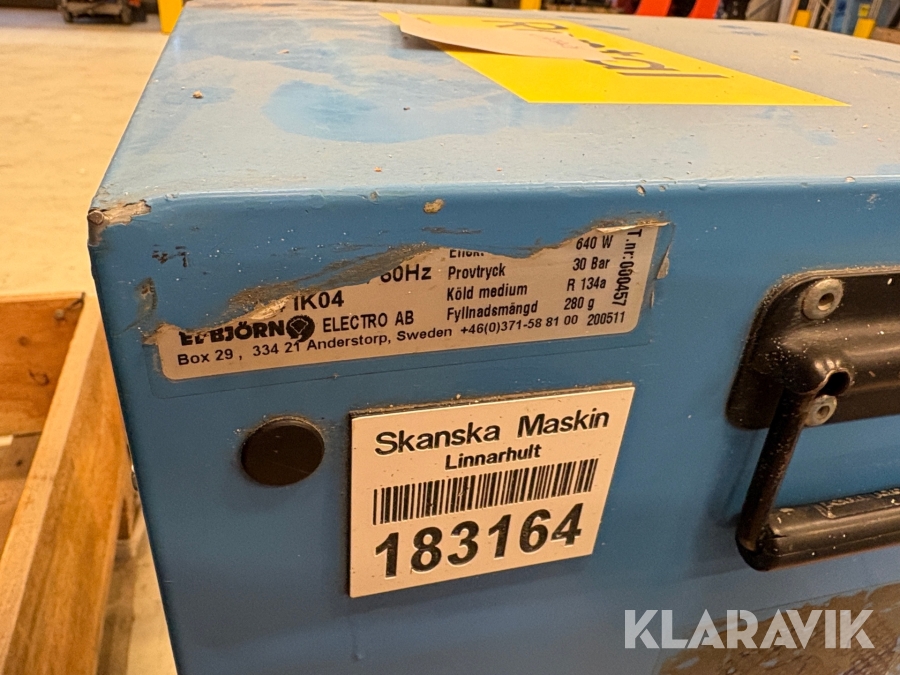 640 W
60Hz Provtryck 30 Bar
IK04 Köld medium R 134a
Fyllnadsmängd 280 g
EL-BJÖRN ELECTRO AB 200511
Box 29 , 334 21 Anderstorp, Sweden +46(0)371-58 81 00
T.nr:000457
Skanska Maskin
Linnarhult
183164
KLARAVIK